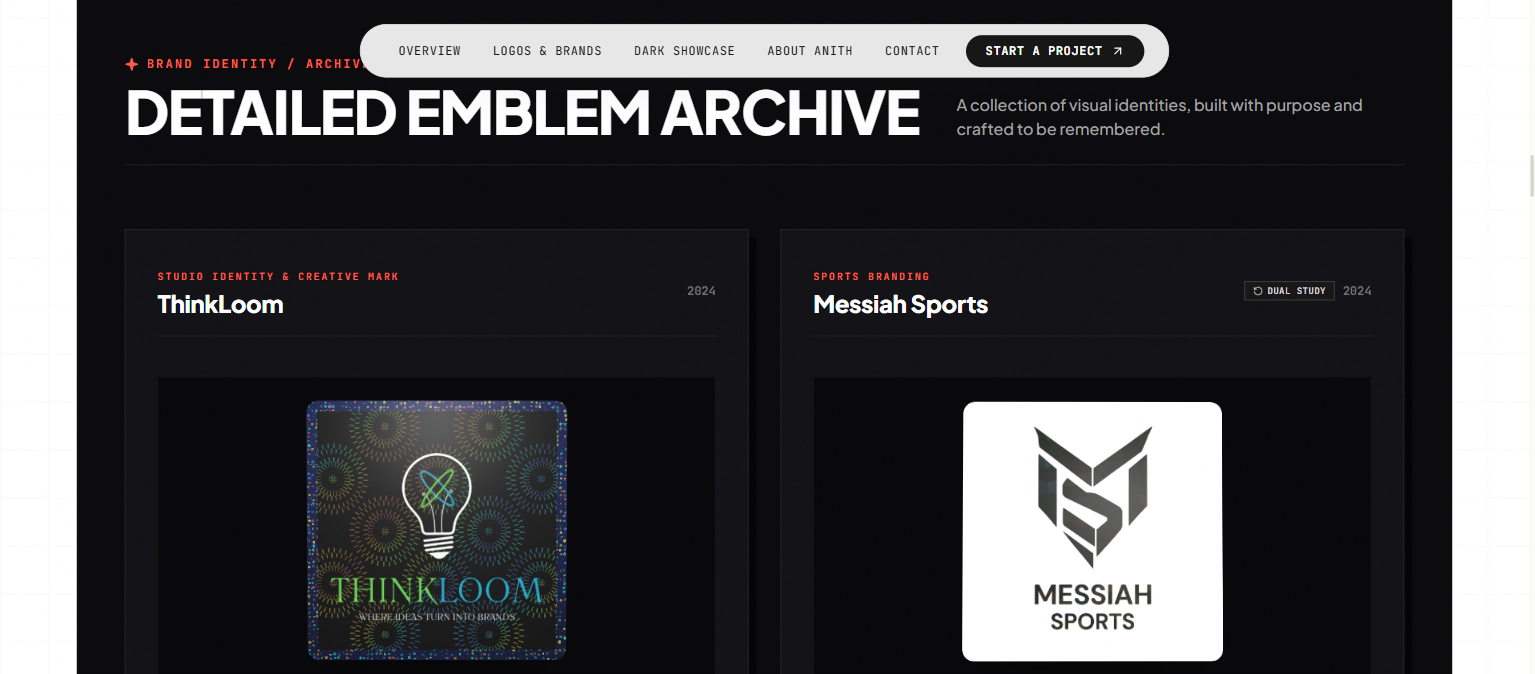 OVERVIEW LOGOS & BRANDS DARK SHOWCASE ABOUT ANITH CONTACT START A PROJECT
BRAND IDENTITY /
DETAILED EMBLEM ARCHIVE
A collection of visual identities, built with purpose and
crafted to be remembered.
STUDIO IDENTITY & CREATIVE MARK
ThinkLoom
2024
SPORTS BRANDING
Messiah Sports
DUAL STUDY 2024
THINKLOOM
WHERE IDEAS TURN INTO BRANDS
MESSIAH
SPORTS